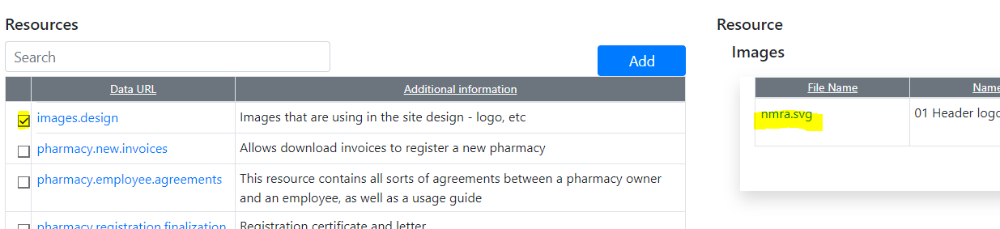 Resources
Search
Add
Data URL Additional information
images.design Images that are using in the site design - logo, etc
pharmacy.new.invoices Allows download invoices to register a new pharmacy
pharmacy.employee.agreements This resource contains all sorts of agreements between a pharmacy owner
and an employee, as well as a usage guide
pharmacy.registration.finalization Registration certificate and letter
Resource
Images
File Name Name
nmra.svg 01 Header logo